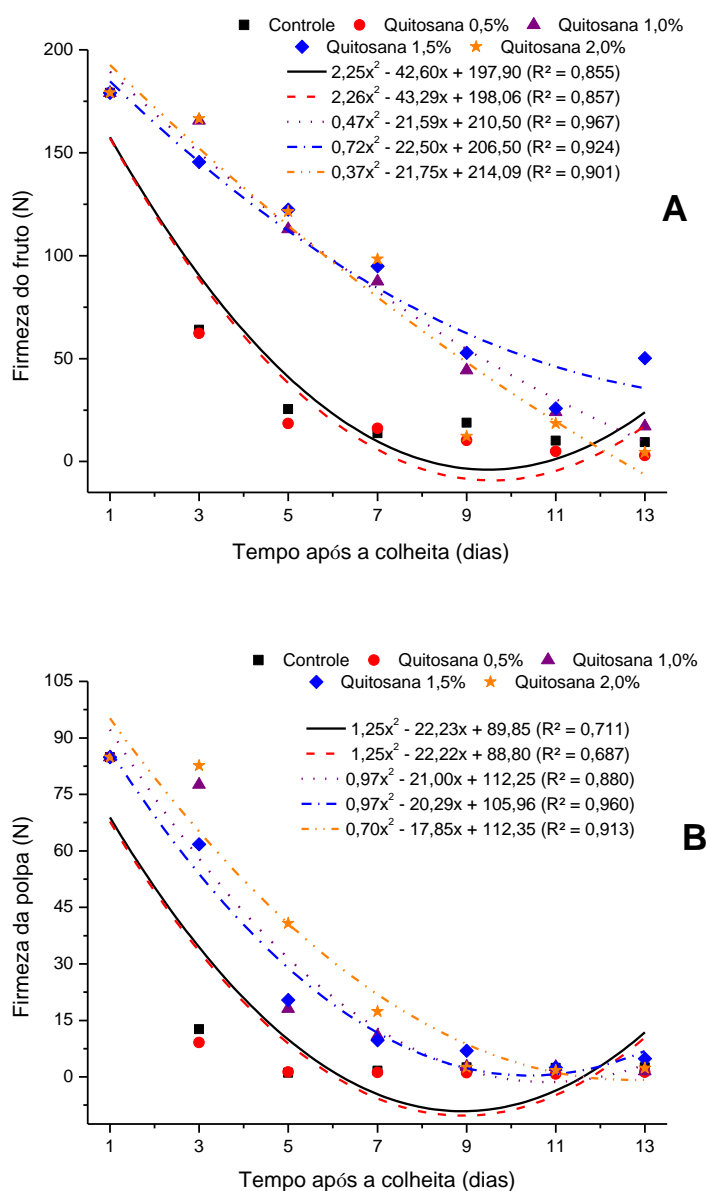 Controle Quitosana 0,5% Quitosana 1,0%
Quitosana 1,5% Quitosana 2,0%
2,25x² - 42,60x + 197,90 (R² = 0,855)
2,26x² - 43,29x + 198,06 (R² = 0,857)
0,47x² - 21,59x + 210,50 (R² = 0,967)
0,72x² - 22,50x + 206,50 (R² = 0,924)
0,37x² - 21,75x + 214,09 (R² = 0,901)
A
Firmeza do fruto (N)
200
150
100
50
0
1 3 5 7 9 11 13
Tempo após a colheita (dias)
Controle Quitosana 0,5% Quitosana 1,0%
Quitosana 1,5% Quitosana 2,0%
1,25x² - 22,23x + 89,85 (R² = 0,711)
1,25x² - 22,22x + 88,80 (R² = 0,687)
0,97x² - 21,00x + 112,25 (R² = 0,880)
0,97x² - 20,29x + 105,96 (R² = 0,960)
0,70x² - 17,85x + 112,35 (R² = 0,913)
B
Firmeza da polpa (N)
105
90
75
60
45
30
15
0
1 3 5 7 9 11 13
Tempo após a colheita (dias)